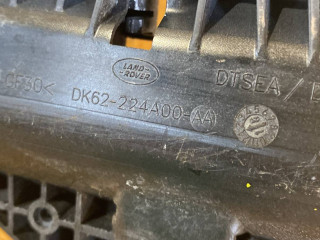 LAND-
ROVER
DTSEA /
DK62-224A00-AA